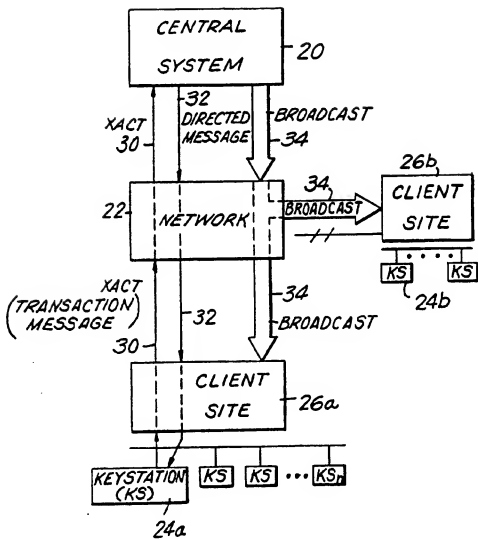 CENTRAL
SYSTEM
20
XACT
30
32
DIRECTED
MESSAGE
BROADCAST
34
26b
22
NETWORK
34
BROADCAST
CLIENT
SITE
KS
KS
24b
XACT
(TRANSACTION
MESSAGE)
30
32
34
BROADCAST
CLIENT
SITE
26a
KEYSTATION
(KS)
KS
KS
KSn
24a